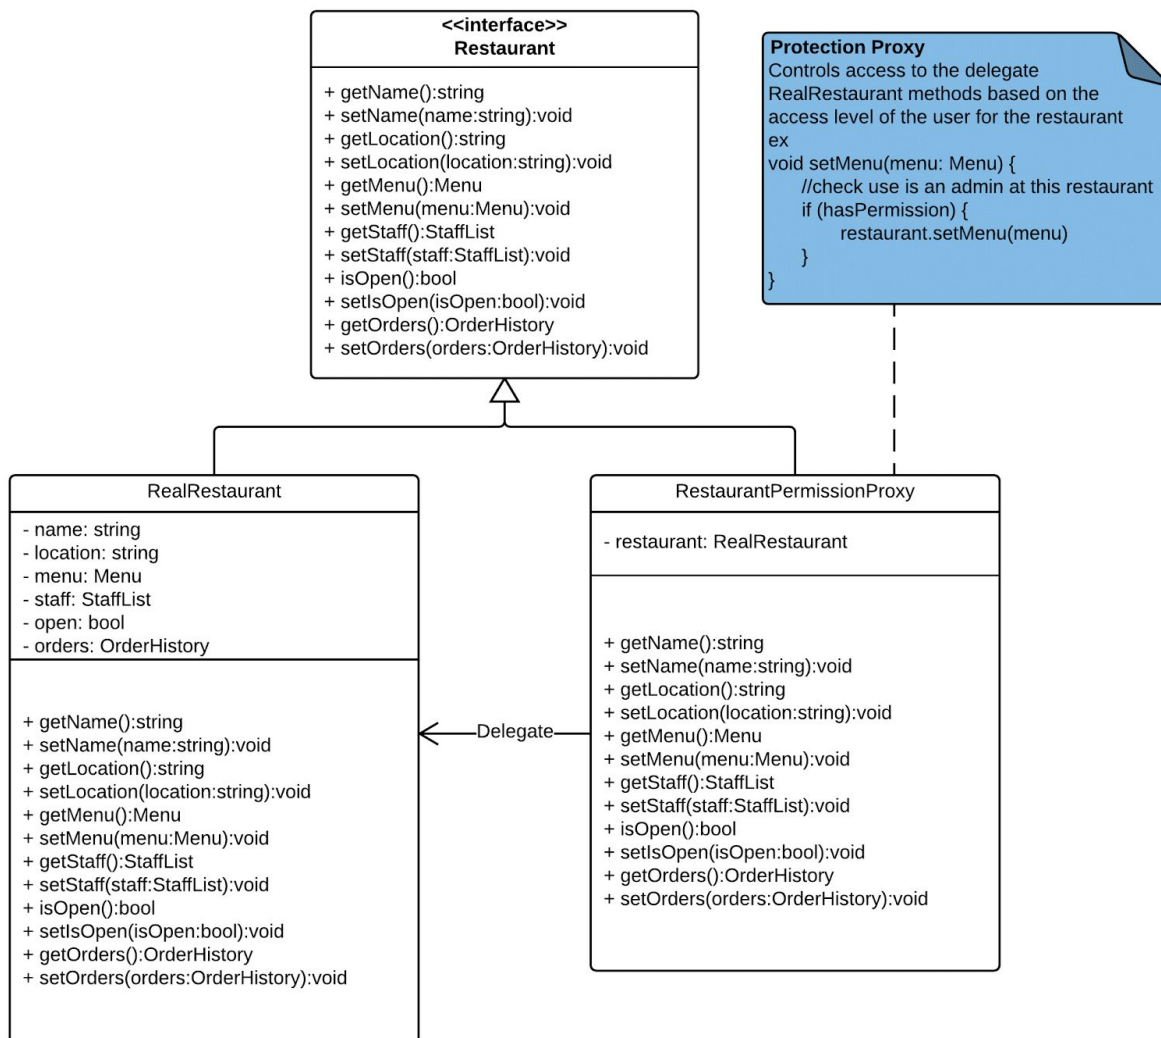 <<interface>>
Restaurant
+ getName():string
+ setName(name:string):void
+ getLocation():string
+ setLocation(location:string):void
+ getMenu():Menu
+ setMenu(menu:Menu):void
+ getStaff():StaffList
+ setStaff(staff:StaffList):void
+ isOpen():bool
+ setIsOpen(isOpen:bool):void
+ getOrders():OrderHistory
+ setOrders(orders:OrderHistory):void
Protection Proxy
Controls access to the delegate
RealRestaurant methods based on the
access level of the user for the restaurant
ex
void setMenu(menu: Menu) {
//check use is an admin at this restaurant
if (hasPermission) {
restaurant.setMenu(menu)
}
}
RealRestaurant
- name: string
- location: string
- menu: Menu
- staff: StaffList
- open: bool
- orders: OrderHistory
+ getName():string
+ setName(name:string):void
+ getLocation():string
+ setLocation(location:string):void
+ getMenu():Menu
+ setMenu(menu:Menu):void
+ getStaff():StaffList
+ setStaff(staff:StaffList):void
+ isOpen():bool
+ setIsOpen(isOpen:bool):void
+ getOrders():OrderHistory
+ setOrders(orders:OrderHistory):void
Delegate
RestaurantPermissionProxy
- restaurant: RealRestaurant
+ getName():string
+ setName(name:string):void
+ getLocation():string
+ setLocation(location:string):void
+ getMenu():Menu
+ setMenu(menu:Menu):void
+ getStaff():StaffList
+ setStaff(staff:StaffList):void
+ isOpen():bool
+ setIsOpen(isOpen:bool):void
+ getOrders():OrderHistory
+ setOrders(orders:OrderHistory):void